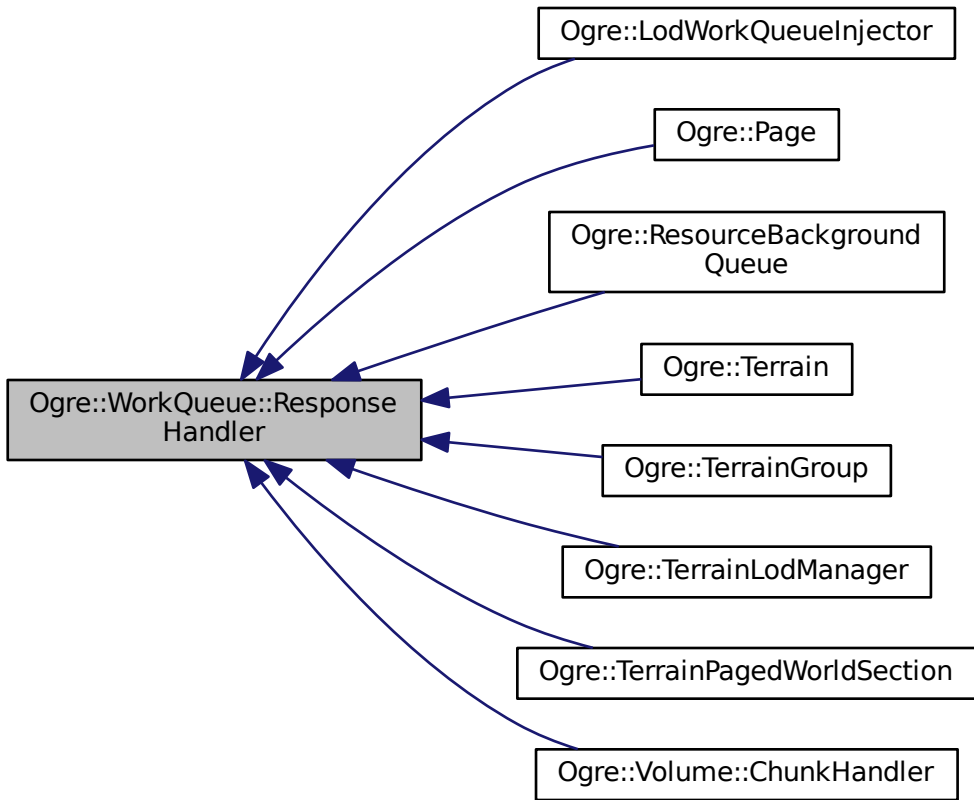 Ogre::LodWorkQueueInjector
Ogre::Page
Ogre::ResourceBackground
Queue
Ogre::Terrain
Ogre::WorkQueue::Response
Handler
Ogre::TerrainGroup
Ogre::TerrainLodManager
Ogre::TerrainPagedWorldSection
Ogre::Volume::ChunkHandler